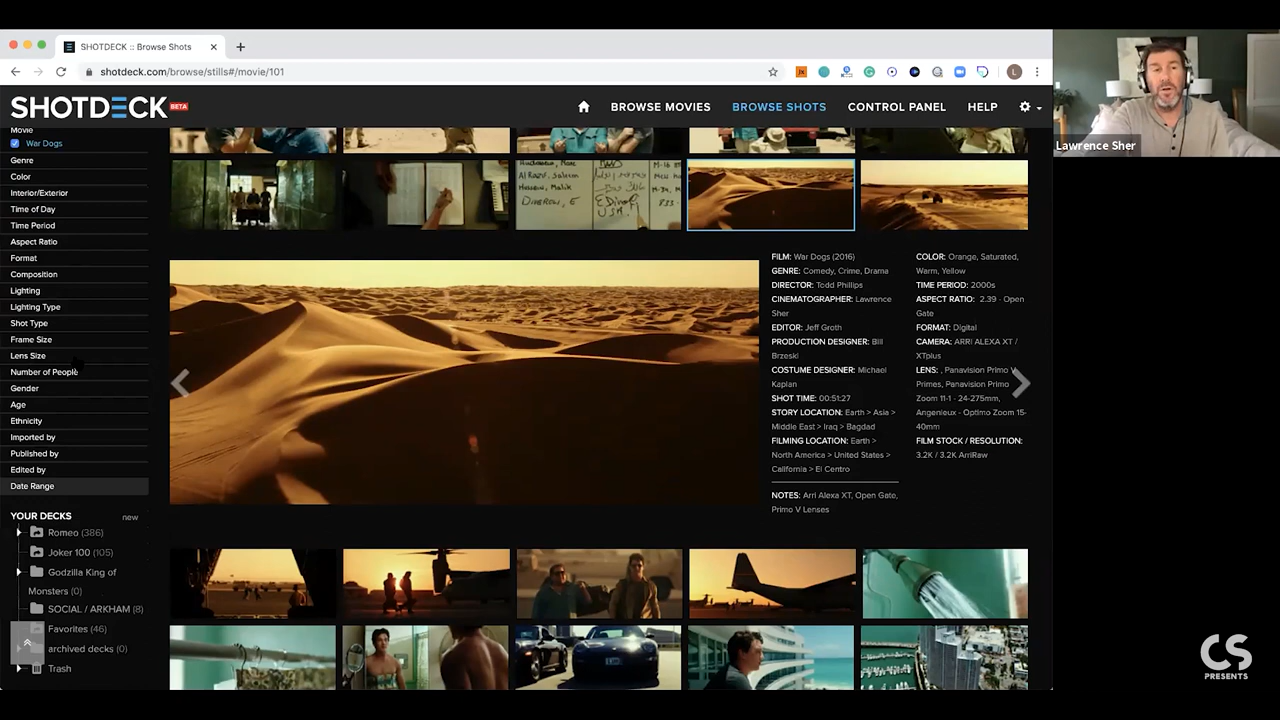 SHOTDECK :: Browse Shots
shotdeck.com/browse/stills#/movie/101
L
SHOTDECK BETA
BROWSE MOVIES
BROWSE SHOTS
CONTROL PANEL
HELP
Lawrence Sher
Movie
War Dogs
Genre
Color
Interior/Exterior
Time of Day
Time Period
Aspect Ratio
Format
Composition
Lighting
Lighting Type
Shot Type
Frame Size
Lens Size
Number of People
Gender
Age
Ethnicity
Imported by
Published by
Edited by
Date Range
YOUR DECKS new
Romeo (386)
Joker 100 (105)
Godzilla King of
Monsters (0)
SOCIAL / ARKHAM (8)
Favorites (46)
archived decks (0)
Trash
Malik
USA.
FILM: War Dogs (2016)
GENRE: Comedy, Crime, Drama
DIRECTOR: Todd Phillips
CINEMATOGRAPHER: Lawrence
Sher
EDITOR: Jeff Groth
PRODUCTION DESIGNER: Bill
Brzeski
COSTUME DESIGNER: Michael
Kaplan
SHOT TIME: 00:51:27
STORY LOCATION: Earth > Asia >
Middle East > Iraq > Bagdad
FILMING LOCATION: Earth >
North America > United States >
California > El Centro
NOTES: Arri Alexa XT, Open Gate,
Primo V Lenses
COLOR: Orange, Saturated,
Warm, Yellow
TIME PERIOD: 2000s
ASPECT RATIO: 2.39 - Open
Gate
FORMAT: Digital
CAMERA: ARRI ALEXA XT /
XTplus
LENS: , Panavision Primo V
Primes, Panavision Primo
Zoom 11-1 - 24-275mm,
Angenieux - Optimo Zoom 15-
40mm
FILM STOCK / RESOLUTION:
3.2K / 3.2K ArriRaw
CS
PRESENTS